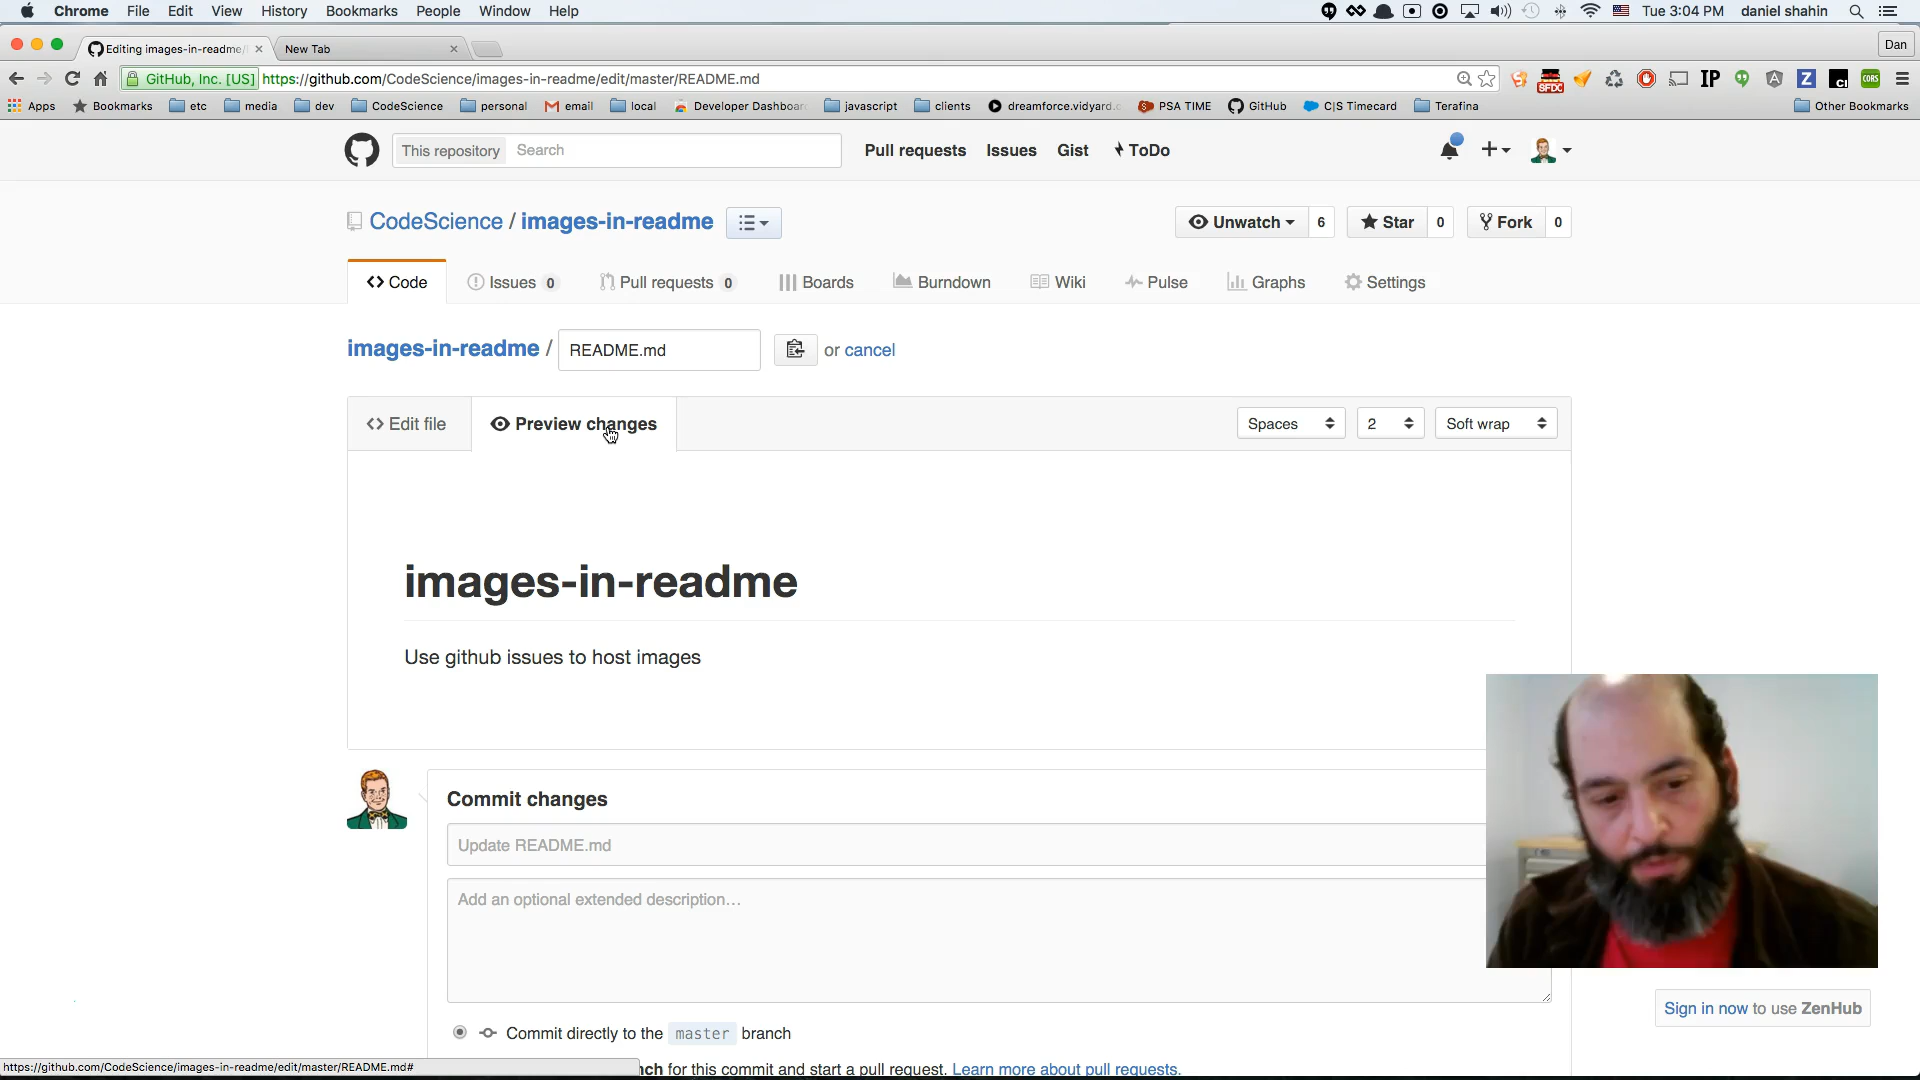 Chrome File Edit View History Bookmarks People Window Help Tue 3:04 PM daniel shahin
Editing images-in-readme/ New Tab Dan
GitHub, Inc. [US] https://github.com/CodeScience/images-in-readme/edit/master/README.md SFDC IP Z CORS
Apps Bookmarks etc media dev CodeScience personal email local Developer Dashboar javascript clients dreamforce.vidyard. PSA TIME GitHub C|S Timecard Terafina Other Bookmarks
This repository Search Pull requests Issues Gist ToDo
CodeScience / images-in-readme Unwatch 6 Star 0 Fork 0
Code Issues 0 Pull requests 0 Boards Burndown Wiki Pulse Graphs Settings
images-in-readme / README.md or cancel
Edit file Preview changes Spaces 2 Soft wrap
images-in-readme
Use github issues to host images
Commit changes
Update README.md
Add an optional extended description…
Sign in now to use ZenHub
Commit directly to the master branch
https://github.com/CodeScience/images-in-readme/edit/master/README.md# nch for this commit and start a pull request. Learn more about pull requests.